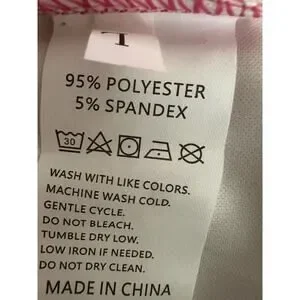 L
95% POLYESTER
5% SPANDEX
30
WASH WITH LIKE COLORS.
MACHINE WASH COLD.
GENTLE CYCLE.
DO NOT BLEACH.
TUMBLE DRY LOW.
LOW IRON IF NEEDED.
DO NOT DRY CLEAN.
MADE IN CHINA